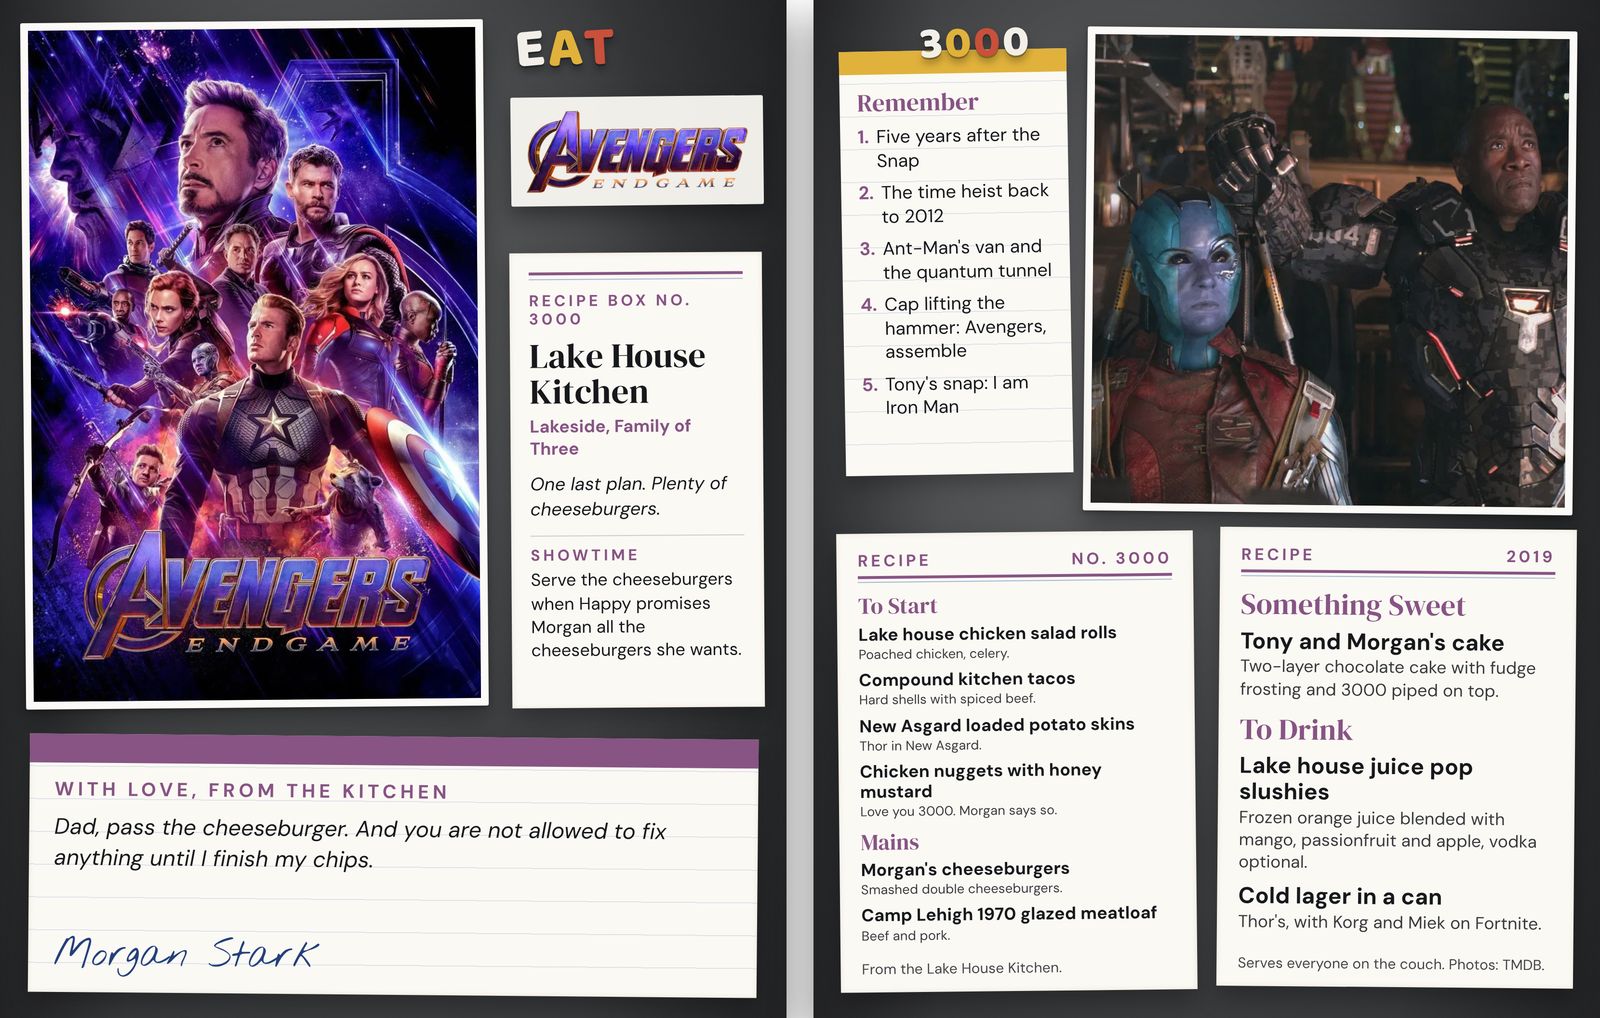 EAT
AVENGERS
ENDGAME
RECIPE BOX NO.
3000
Lake House
Kitchen
Lakeside, Family of
Three
One last plan. Plenty of
cheeseburgers.
SHOWTIME
Serve the cheeseburgers
when Happy promises
Morgan all the
cheeseburgers she wants.
AVENGERS
ENDGAME
WITH LOVE, FROM THE KITCHEN
Dad, pass the cheeseburger. And you are not allowed to fix
anything until I finish my chips.
Morgan Stark
3000
Remember
1. Five years after the
Snap
2. The time heist back
to 2012
3. Ant-Man's van and
the quantum tunnel
4. Cap lifting the
hammer: Avengers,
assemble
5. Tony's snap: I am
Iron Man
RECIPE NO. 3000
To Start
Lake house chicken salad rolls
Poached chicken, celery.
Compound kitchen tacos
Hard shells with spiced beef.
New Asgard loaded potato skins
Thor in New Asgard.
Chicken nuggets with honey
mustard
Love you 3000. Morgan says so.
Mains
Morgan's cheeseburgers
Smashed double cheeseburgers.
Camp Lehigh 1970 glazed meatloaf
Beef and pork.
From the Lake House Kitchen.
RECIPE 2019
Something Sweet
Tony and Morgan's cake
Two-layer chocolate cake with fudge
frosting and 3000 piped on top.
To Drink
Lake house juice pop
slushies
Frozen orange juice blended with
mango, passionfruit and apple, vodka
optional.
Cold lager in a can
Thor's, with Korg and Miek on Fortnite.
Serves everyone on the couch. Photos: TMDB.